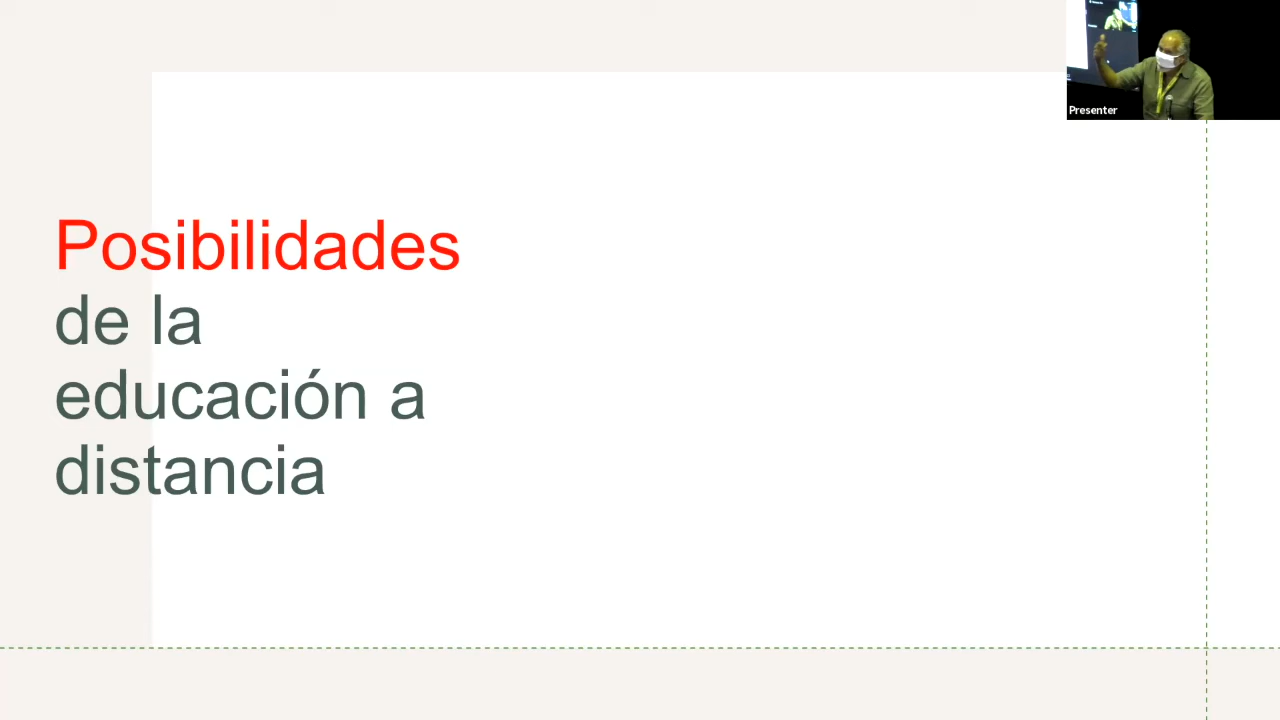 Presenter
Posibilidades
de la
educación a
distancia